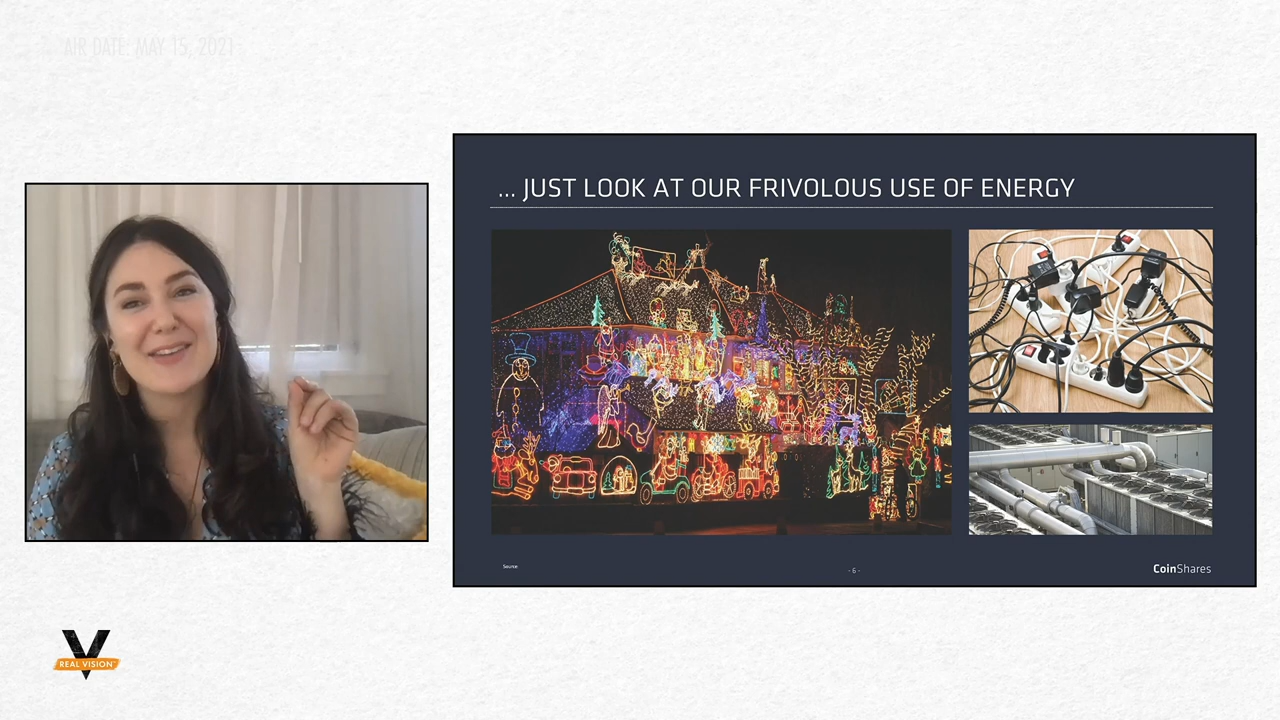 AIR DATE: MAY 15, 2021
... JUST LOOK AT OUR FRIVOLOUS USE OF ENERGY
Source
- 6 -
CoinShares
REAL VISION